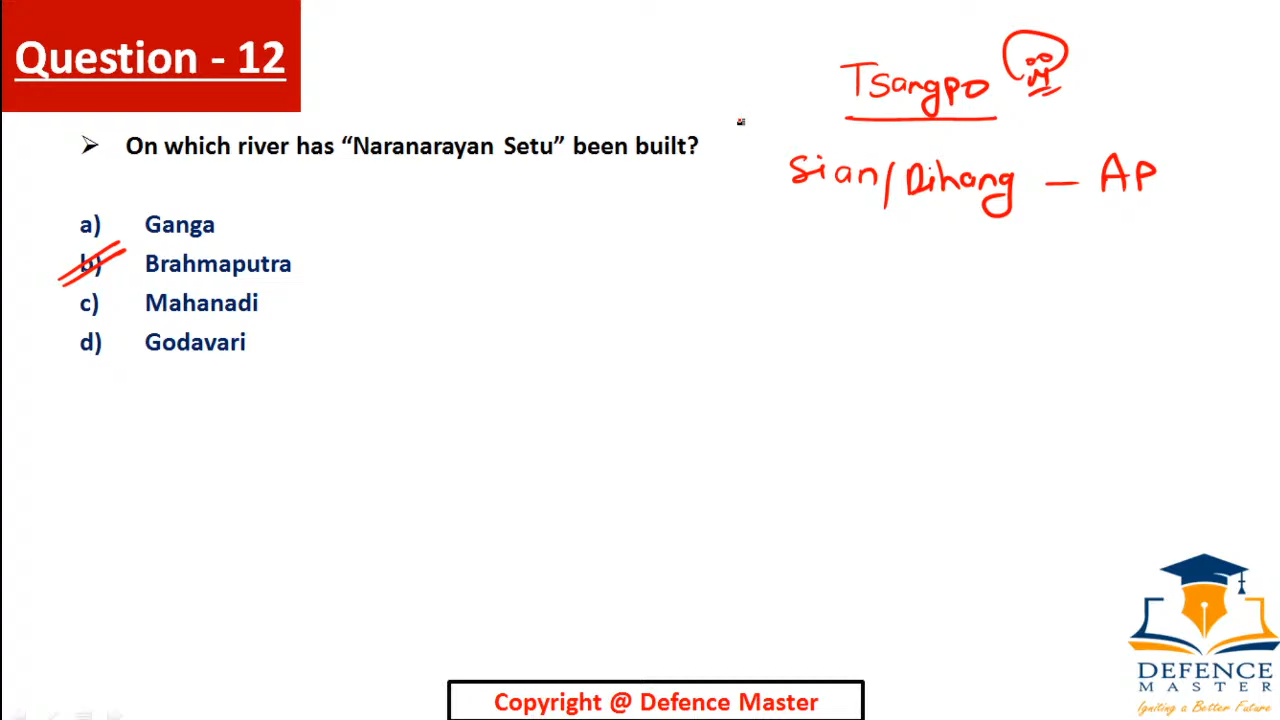 Question - 12
Tsangpo
➢ On which river has “Naranarayan Setu” been built?
Sian/Dihang – AP
a) Ganga
b) Brahmaputra
c) Mahanadi
d) Godavari
DEFENCE
MASTER
Igniting a Better Future
Copyright @ Defence Master